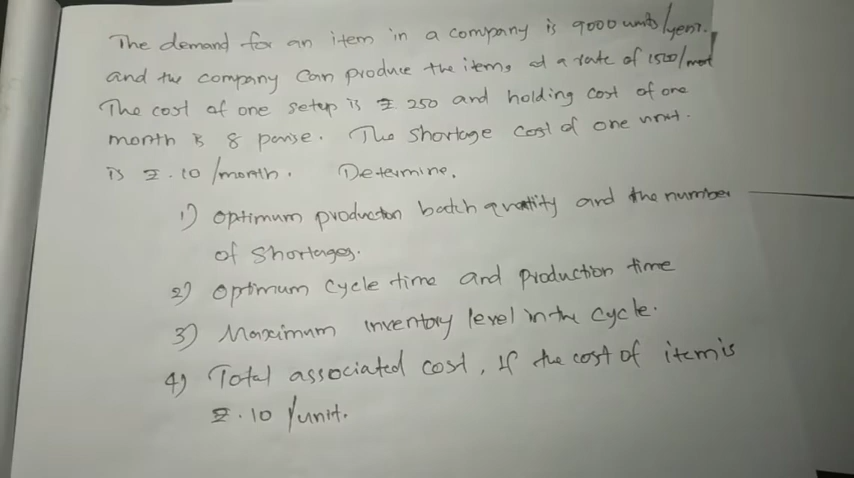 The demand for an item in a company is 9000 units/year.
and the company can produce the items at a rate of 1500/mont
The cost of one setup is ₹ 250 and holding cost of one
month is 8 paise. The shortage cost of one unit.
is ₹.10/month. Determine.
1) Optimum production batch quantity and the number
of shortages.
2) Optimum cycle time and production time
3) Maximum inventory level in the cycle.
4) Total associated cost, If the cost of item is
₹.10/unit.